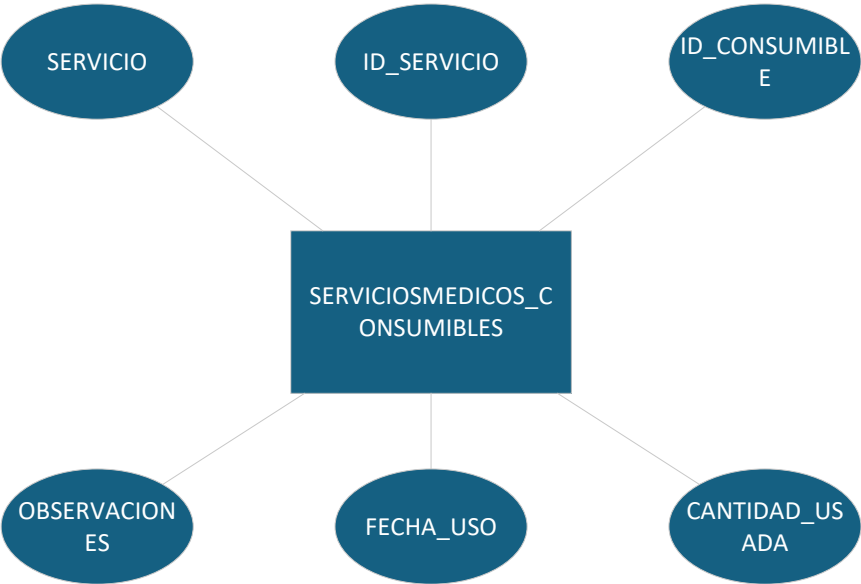 SERVICIO
ID_SERVICIO
ID_CONSUMIBL
E
SERVICIOSMEDICOS_C
ONSUMIBLES
OBSERVACION
ES
FECHA_USO
CANTIDAD_US
ADA